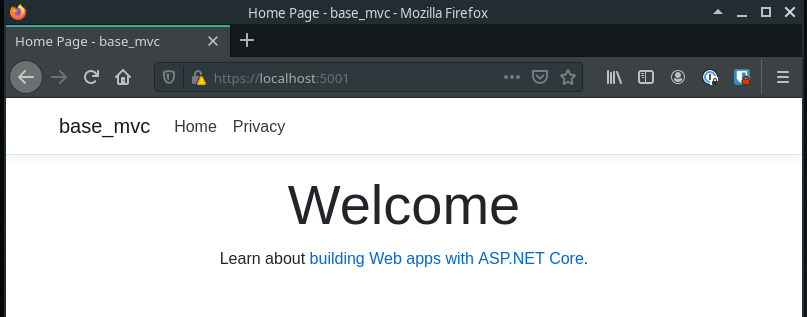 Home Page - base_mvc - Mozilla Firefox
Home Page - base_mvc
https://localhost:5001
base_mvc Home Privacy
Welcome
Learn about building Web apps with ASP.NET Core.